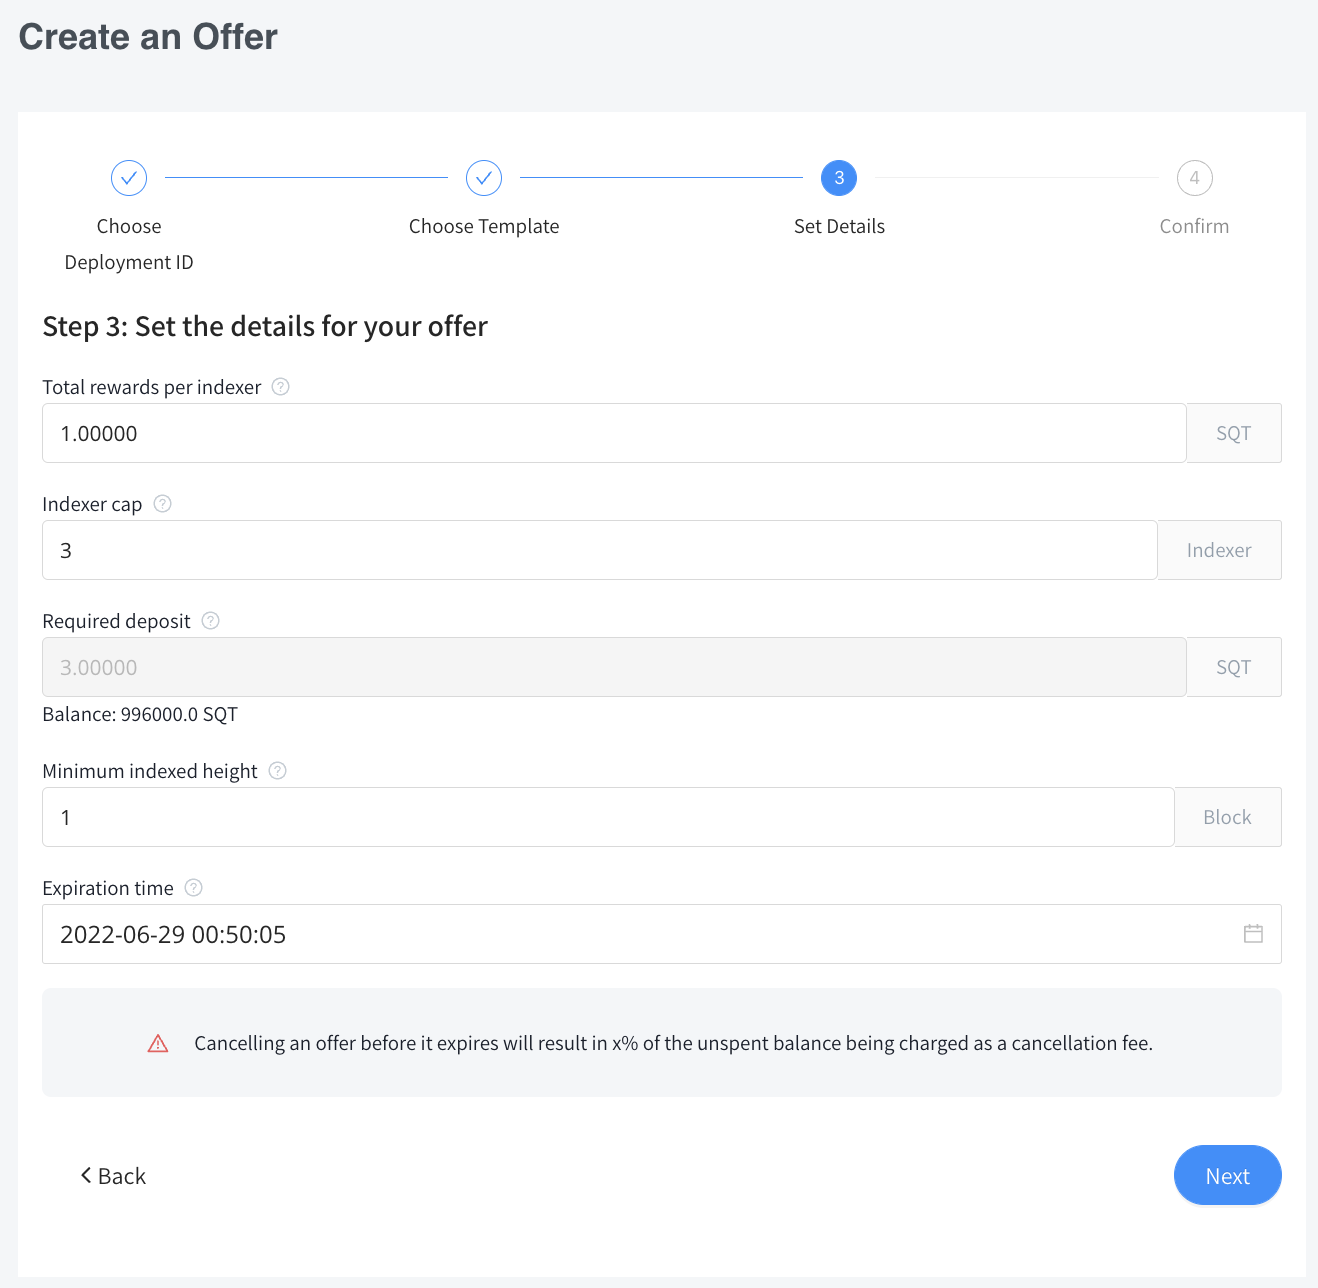 Create an Offer
3
4
Choose
Deployment ID
Choose Template
Set Details
Confirm
Step 3: Set the details for your offer
Total rewards per indexer ?
1.00000 SQT
Indexer cap ?
3 Indexer
Required deposit ?
3.00000 SQT
Balance: 996000.0 SQT
Minimum indexed height ?
1 Block
Expiration time ?
2022-06-29 00:50:05
Cancelling an offer before it expires will result in x% of the unspent balance being charged as a cancellation fee.
Back
Next